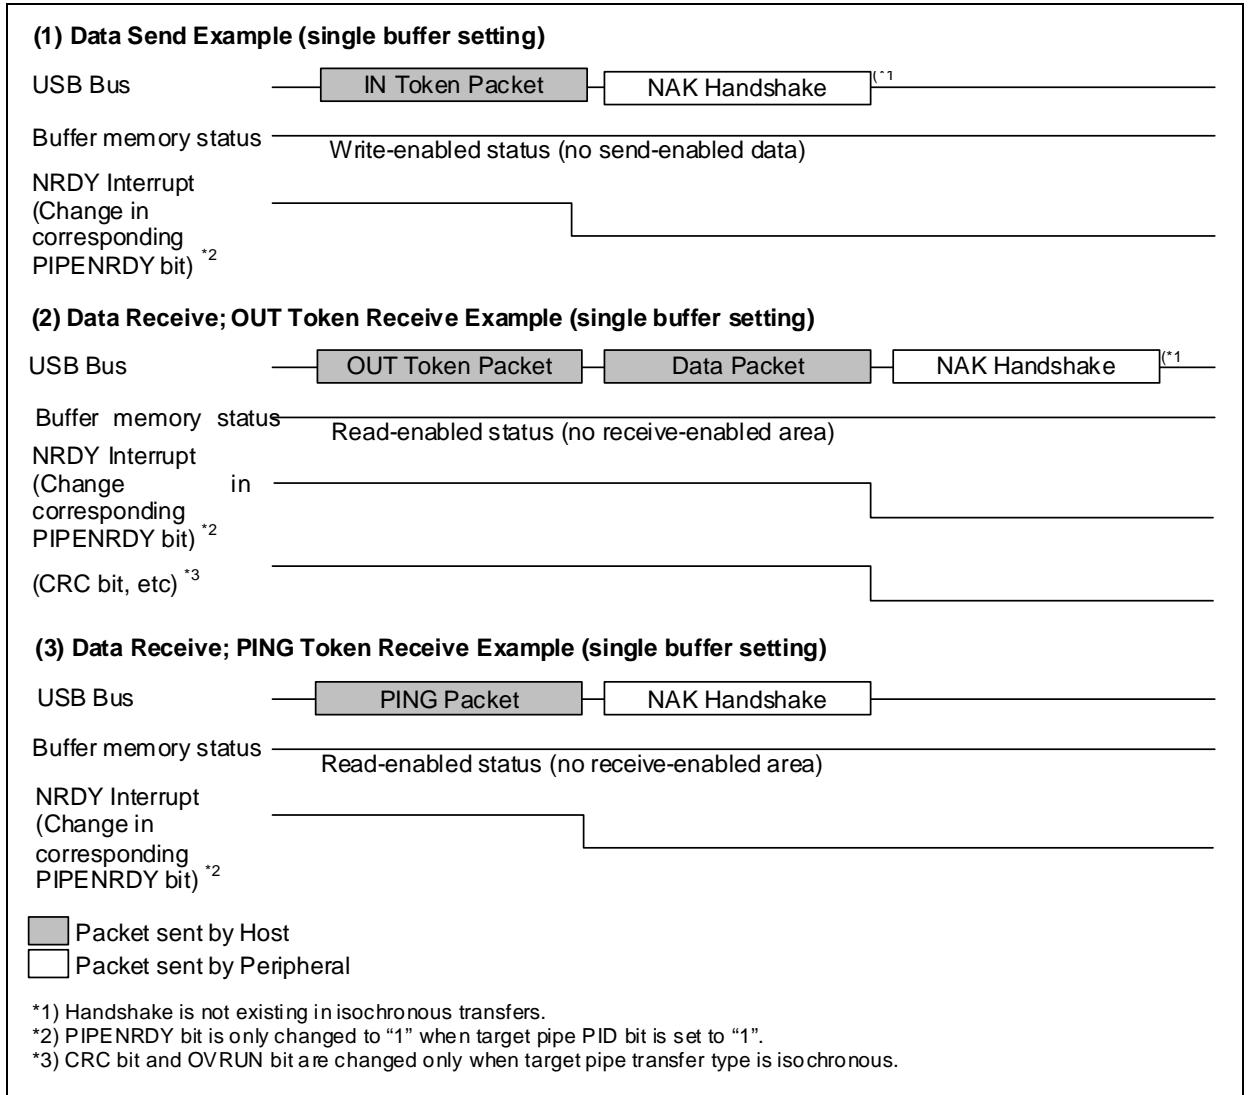 (1) Data Send Example (single buffer setting)
USB Bus
IN Token Packet
NAK Handshake
(*1
Buffer memory status
Write-enabled status (no send-enabled data)
NRDY Interrupt
(Change in
corresponding
PIPENRDY bit) *2
(2) Data Receive; OUT Token Receive Example (single buffer setting)
USB Bus
OUT Token Packet
Data Packet
NAK Handshake
(*1
Buffer memory status
Read-enabled status (no receive-enabled area)
NRDY Interrupt
(Change in
corresponding
PIPENRDY bit) *2
(CRC bit, etc) *3
(3) Data Receive; PING Token Receive Example (single buffer setting)
USB Bus
PING Packet
NAK Handshake
Buffer memory status
Read-enabled status (no receive-enabled area)
NRDY Interrupt
(Change in
corresponding
PIPENRDY bit) *2
Packet sent by Host
Packet sent by Peripheral
*1) Handshake is not existing in isochronous transfers.
*2) PIPENRDY bit is only changed to “1” when target pipe PID bit is set to “1”.
*3) CRC bit and OVRUN bit are changed only when target pipe transfer type is isochronous.